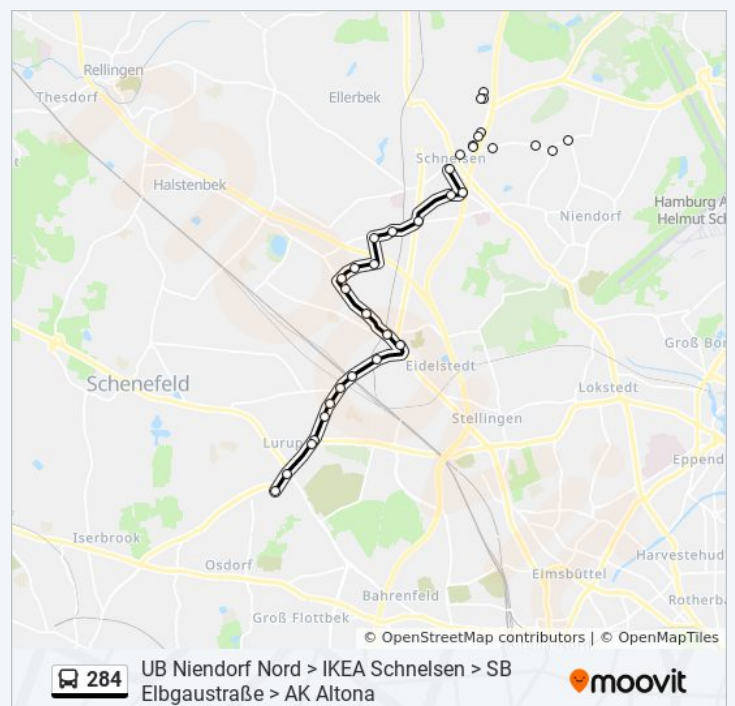 Rellingen
Thesdorf
Ellerbek
Schnelsen
Halstenbek
Hamburg A
Helmut Sch
Niendorf
Groß Bor
Eidelstedt
Schenefeld
Lokstedt
Stellingen
Lurup
Eppend
Iserbrook
Osdorf
Harvestehud
Eimsbüttel
Bahrenfeld
Rotherb
Groß Flottbek
© OpenStreetMap contributors | © OpenMapTiles
284
UB Niendorf Nord > IKEA Schnelsen > SB
Elbgaustraße > AK Altona
moovit